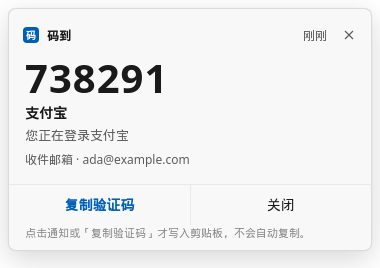 码 码到 刚刚
738291
支付宝
您正在登录支付宝
收件邮箱 · ada@example.com
复制验证码 关闭
点击通知或「复制验证码」才写入剪贴板，不会自动复制。